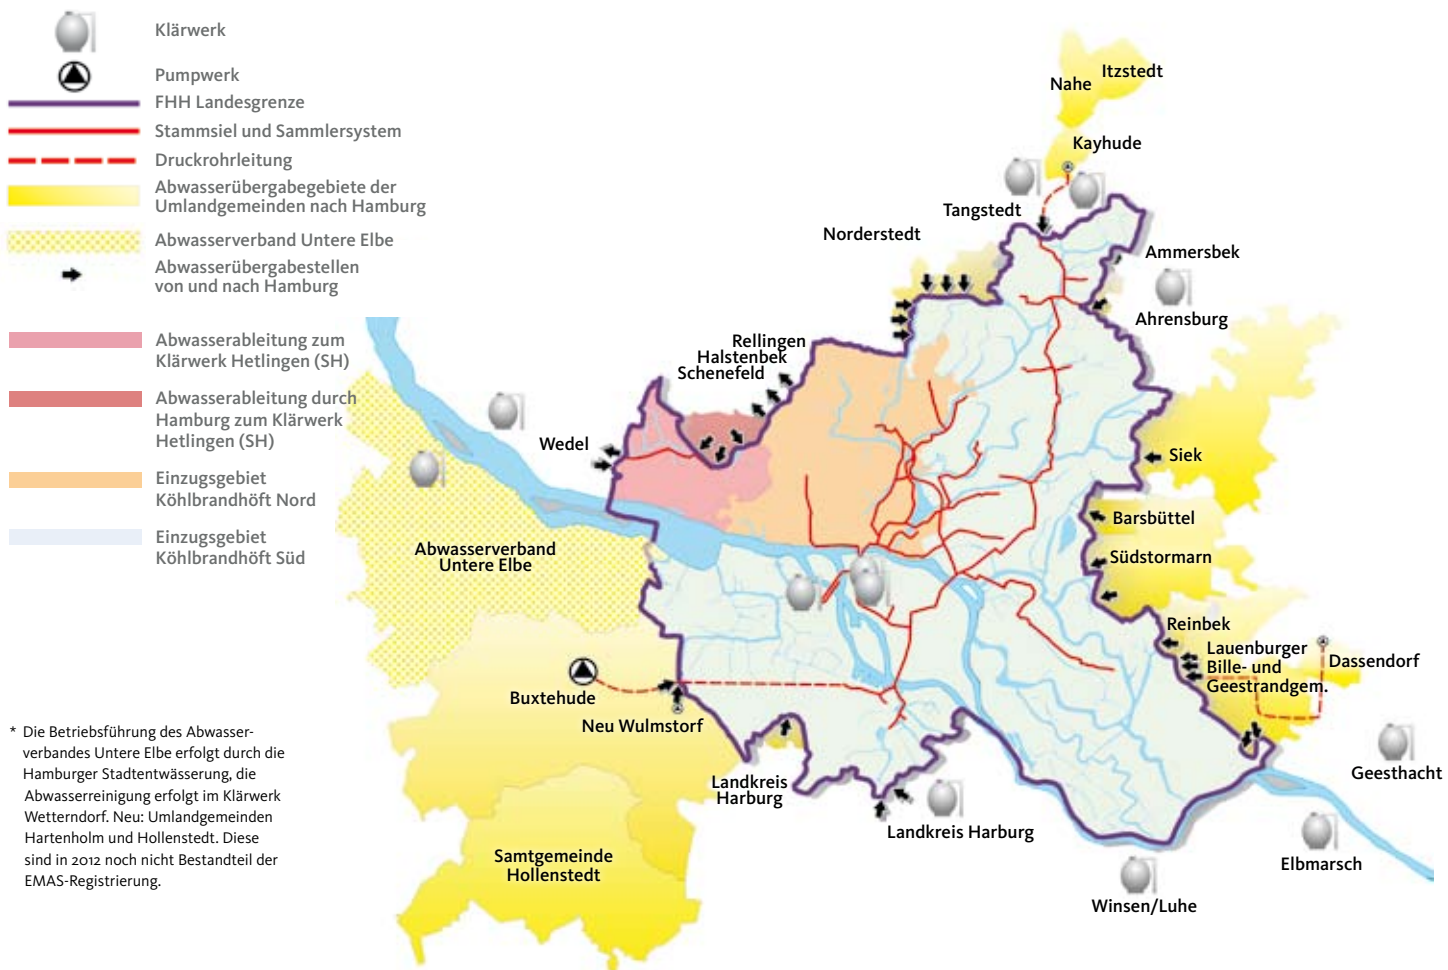 Klärwerk
Pumpwerk
FHH Landesgrenze
Stammsiel und Sammlersystem
Druckrohrleitung
Abwasserübergabegebiete der
Umlandgemeinden nach Hamburg
Abwasserverband Untere Elbe
Abwasserübergabestellen
von und nach Hamburg
Abwasserableitung zum
Klärwerk Hetlingen (SH)
Abwasserableitung durch
Hamburg zum Klärwerk
Hetlingen (SH)
Einzugsgebiet
Köhlbrandhöft Nord
Einzugsgebiet
Köhlbrandhöft Süd
* Die Betriebsführung des Abwasser-
verbandes Untere Elbe erfolgt durch die
Hamburger Stadtentwässerung, die
Abwasserreinigung erfolgt im Klärwerk
Wetterndorf. Neu: Umlandgemeinden
Hartenholm und Hollenstedt. Diese
sind in 2012 noch nicht Bestandteil der
EMAS-Registrierung.
Itzstedt
Nahe
Kayhude
Tangstedt
Norderstedt
Ammersbek
Ahrensburg
Rellingen
Halstenbek
Schenefeld
Wedel
Siek
Barsbüttel
Südstormarn
Abwasserverband
Untere Elbe
Reinbek
Lauenburger
Bille- und
Geestrandgem.
Dassendorf
Buxtehude
Neu Wulmstorf
Geesthacht
Landkreis
Harburg
Landkreis Harburg
Elbmarsch
Samtgemeinde
Hollenstedt
Winsen/Luhe